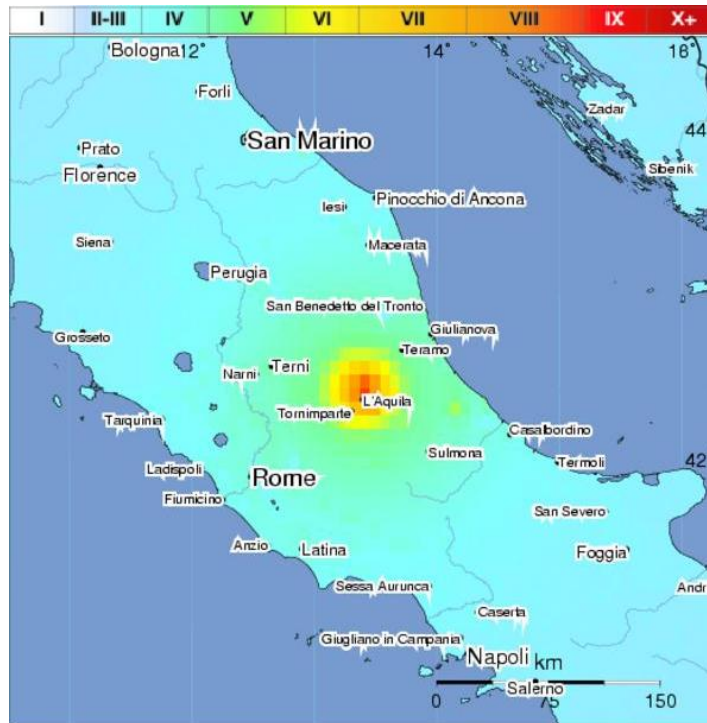 I II-III IV V VI VII VIII IX X+
Bologna 12° 14° 18°
Forli
Zadar
44
San Marino
Prato
Florence
Sibenik
Pinocchio di Ancona
Iesi
Siena
Macerata
Perugia
San Benedetto del Tronto
Giulianova
Grosseto
Teramo
Terni
Narni
L'Aquila
Tornimparte
Tarquinia
Casalbordino
Sulmona
42
Termoli
Ladispoli
Rome
Fiumicino
San Severo
Anzio
Latina
Foggia
Sessa Aurunca
Andr
Caserta
Giugliano in Campania
Napoli
km
Salerno
0 75 150